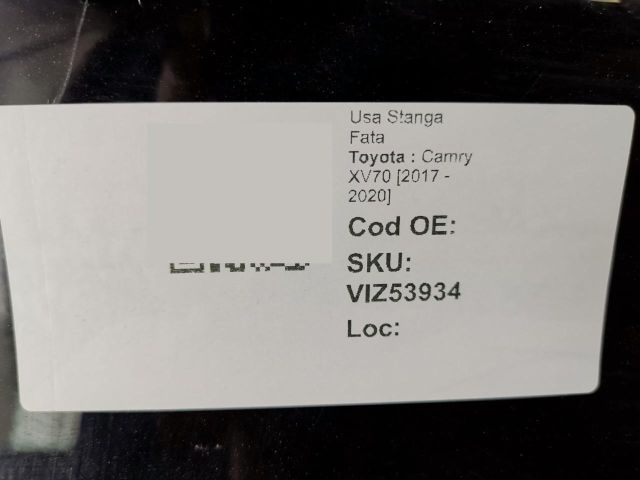 Usa Stanga
Fata
Toyota : Camry
XV70 [2017 -
2020]
Cod OE:
SKU:
VIZ53934
Loc: